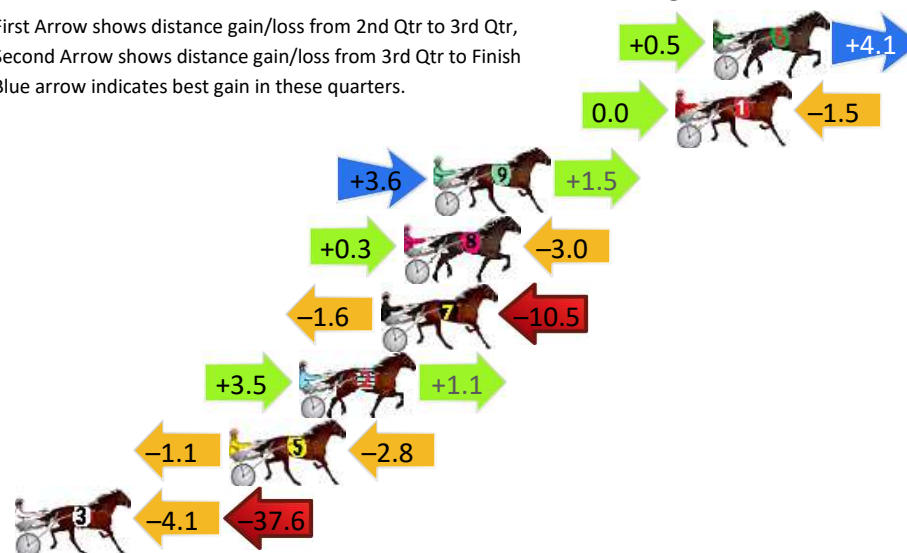 First Arrow shows distance gain/loss from 2nd Qtr to 3rd Qtr,
Second Arrow shows distance gain/loss from 3rd Qtr to Finish
Blue arrow indicates best gain in these quarters.
+0.5 6 +4.1
0.0 1 –1.5
+3.6 9 +1.5
+0.3 8 –3.0
–1.6 7 –10.5
+3.5 2 +1.1
–1.1 5 –2.8
3 –4.1 –37.6